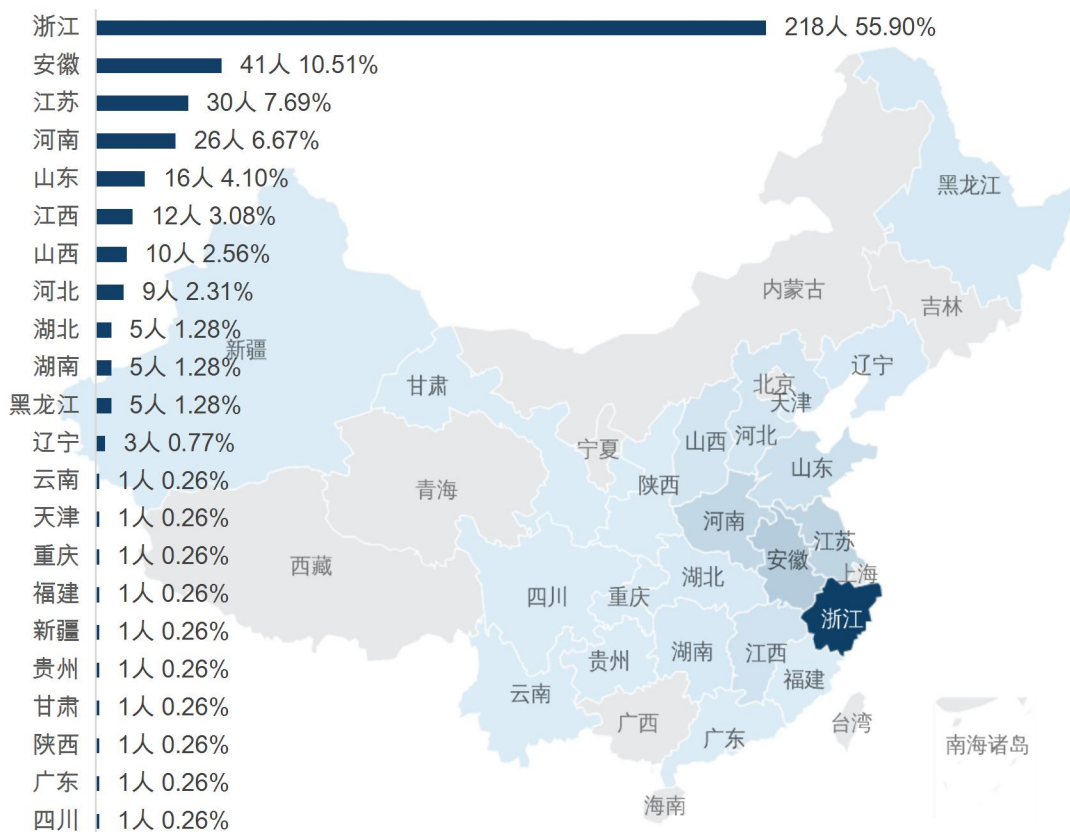 浙江 218人 55.90%
安徽 41人 10.51%
江苏 30人 7.69%
河南 26人 6.67%
山东 16人 4.10%
江西 12人 3.08%
山西 10人 2.56%
河北 9人 2.31%
湖北 5人 1.28%
湖南 5人 1.28%
黑龙江 5人 1.28%
辽宁 3人 0.77%
云南 1人 0.26%
天津 1人 0.26%
重庆 1人 0.26%
福建 1人 0.26%
新疆 1人 0.26%
贵州 1人 0.26%
甘肃 1人 0.26%
陕西 1人 0.26%
广东 1人 0.26%
四川 1人 0.26%
黑龙江
内蒙古
吉林
新疆
辽宁
甘肃
北京
天津
山西
河北
宁夏
山东
陕西
青海
河南
江苏
安徽
西藏
上海
湖北
四川
重庆
浙江
湖南
江西
贵州
福建
云南
广西
台湾
广东
南海诸岛
海南